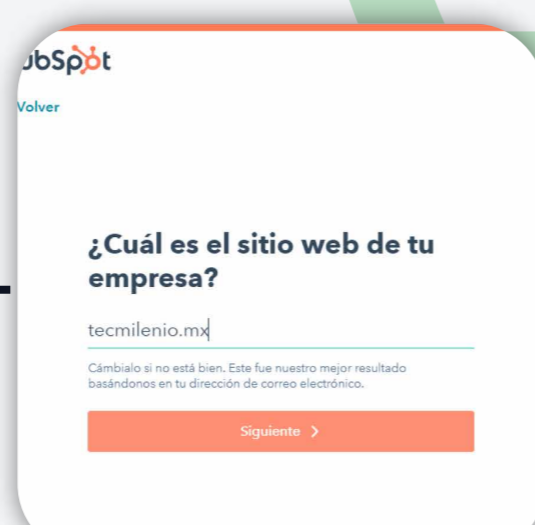 ubSpot
Volver
¿Cuál es el sitio web de tu
empresa?
tecmilenio.mx
Cámbialo si no está bien. Este fue nuestro mejor resultado
basándonos en tu dirección de correo electrónico.
Siguiente